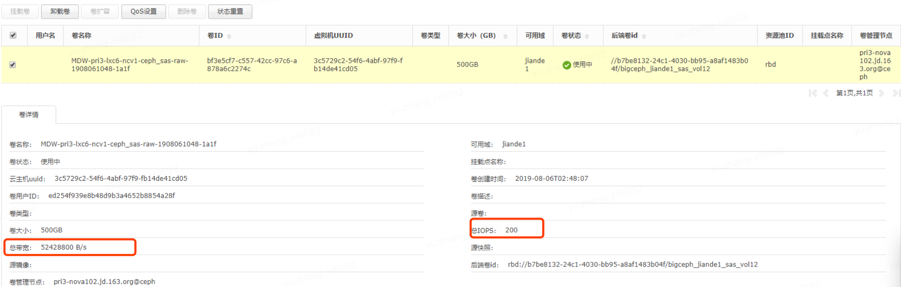 挂载卷 卸载卷 卷扩容 QoS设置 删除卷 状态重置
用户名 卷名称 卷ID 虚拟机UUID 卷类型 卷大小（GB） 可用域 卷状态 后端卷id 资源池ID 挂载点名称 卷管理节点
MDW-pri3-lxc6-ncv1-ceph_sas-raw-1908061048-1a1f bf3e5cf7-c557-42cc-97c6-a878a6c2274c 3c5729c2-54f6-4abf-97f9-fb14de41cd05 500GB jiande1 使用中 //b7be8132-24c1-4030-bb95-a8af1483b04f/bigceph_jiande1_sas_vol12 rbd pri3-nova102.jd.163.org@ceph
第1页,共1页
卷详情
卷名称： MDW-pri3-lxc6-ncv1-ceph_sas-raw-1908061048-1a1f 可用域： jiande1
卷状态： 使用中 挂载点名称：
云主机uuid： 3c5729c2-54f6-4abf-97f9-fb14de41cd05 卷创建时间： 2019-08-06T02:48:07
卷用户ID： ed254f939e8b48d9b3a4652b8854a28f 卷描述：
卷类型： 源卷：
卷大小： 500GB 总IOPS： 200
总带宽： 52428800 B/s 源快照：
源镜像： 后端卷id： rbd://b7be8132-24c1-4030-bb95-a8af1483b04f/bigceph_jiande1_sas_vol12
卷管理节点： pri3-nova102.jd.163.org@ceph